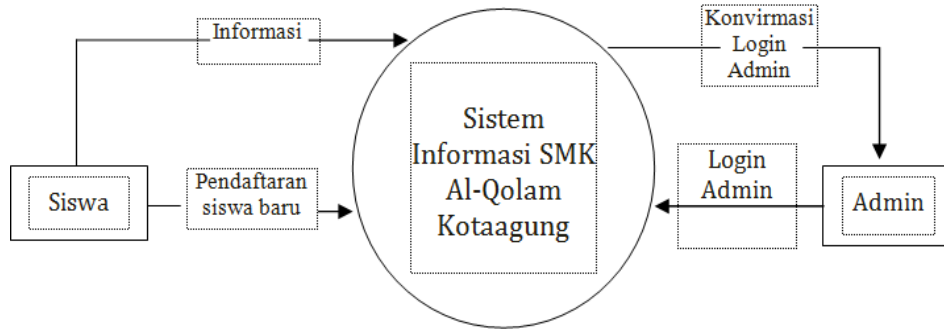 Informasi
Konvirmasi
Login
Admin
Sistem
Informasi SMK
Al-Qolam
Kotaagung
Siswa
Pendaftaran
siswa baru
Login
Admin
Admin